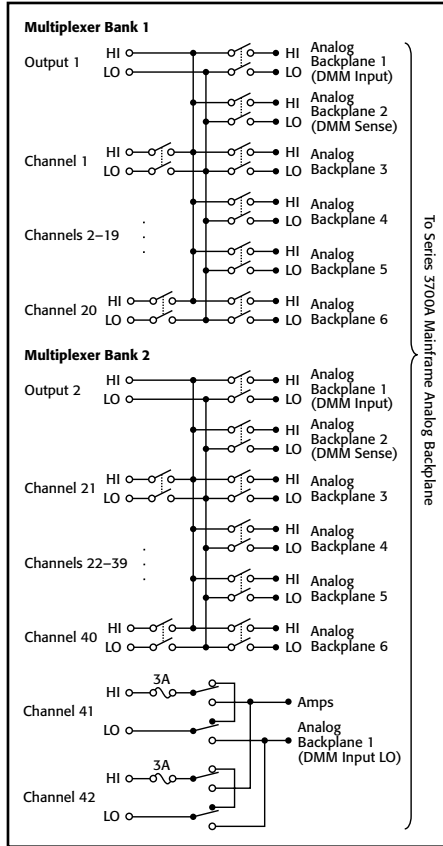 Multiplexer Bank 1
Output 1 HI HI Analog
LO LO Backplane 1
(DMM Input)
HI Analog
LO Backplane 2
(DMM Sense)
Channel 1 HI HI Analog
LO LO Backplane 3
HI Analog
LO Backplane 4
Channels 2–19
HI Analog
LO Backplane 5
Channel 20 HI HI Analog
LO LO Backplane 6
Multiplexer Bank 2
Output 2 HI HI Analog
LO LO Backplane 1
(DMM Input)
HI Analog
LO Backplane 2
(DMM Sense)
Channel 21 HI HI Analog
LO LO Backplane 3
HI Analog
LO Backplane 4
Channels 22–39
HI Analog
LO Backplane 5
Channel 40 HI HI Analog
LO LO Backplane 6
3A
HI
Channel 41 Amps
LO Analog
Backplane 1
(DMM Input LO)
3A
HI
Channel 42
LO
To Series 3700A Mainframe Analog Backplane